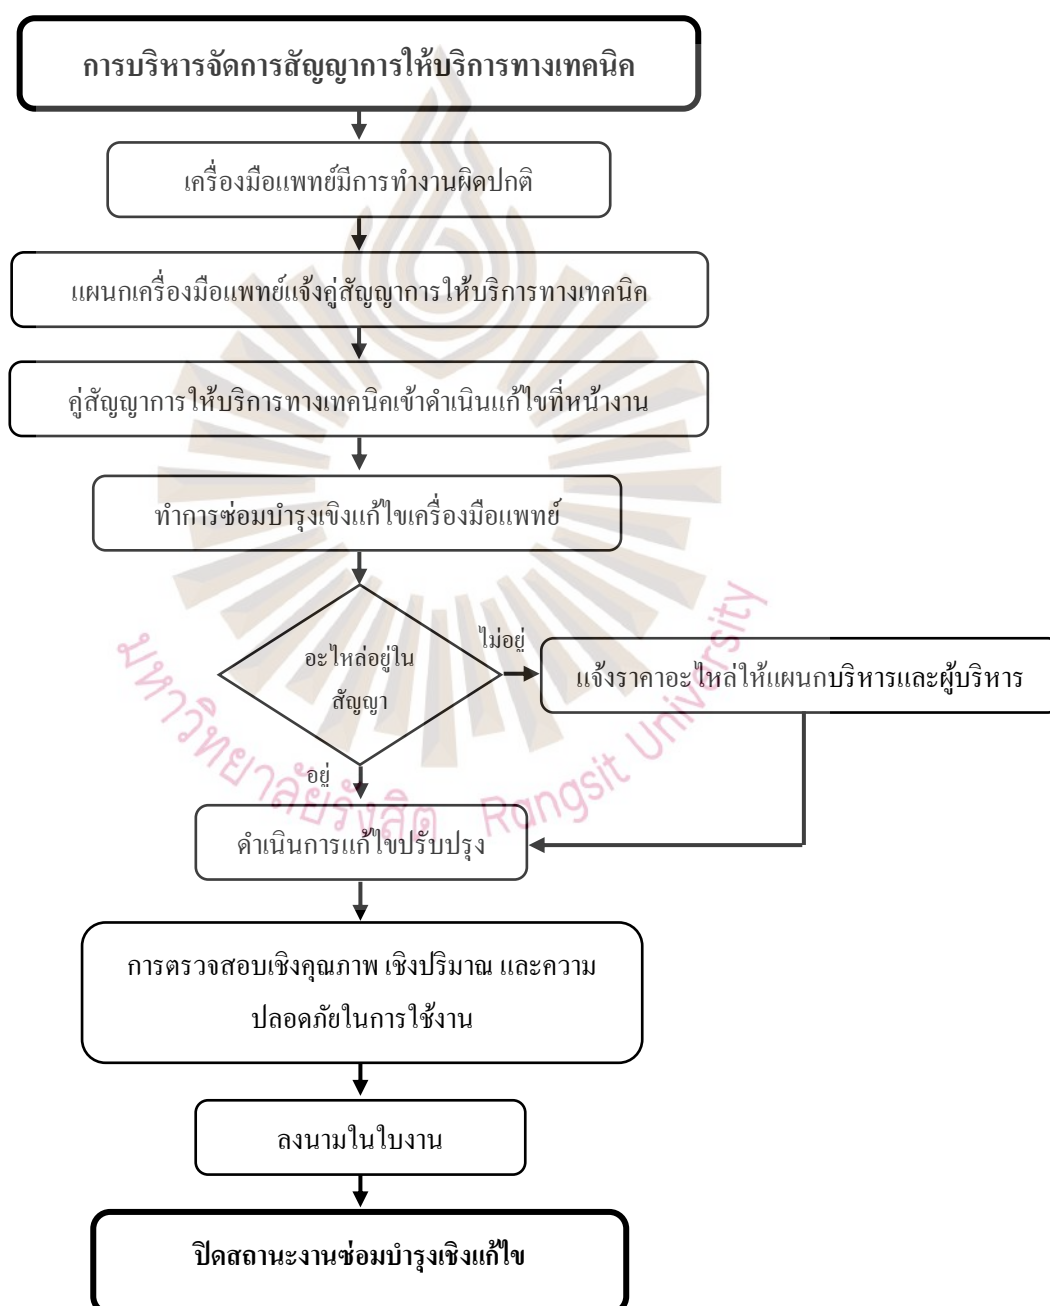 การบริหารจัดการสัญญาการให้บริการทางเทคนิค
เครื่องมือแพทย์มีการทำงานผิดปกติ
แผนกเครื่องมือแพทย์แจ้งคู่สัญญาการให้บริการทางเทคนิค
คู่สัญญาการให้บริการทางเทคนิคเข้าดำเนินแก้ไขที่หน้างาน
ทำการซ่อมบำรุงเขิงแก้ไขเครื่องมือแพทย์
อะไหล่อยู่ใน
สัญญา
ไม่อยู่
แจ้งราคาอะไหล่ให้แผนกบริหารและผู้บริหาร
อยู่
ดำเนินการแก้ไขปรับปรุง
การตรวจสอบเชิงคุณภาพ เชิงปริมาณ และความ
ปลอดภัยในการใช้งาน
ลงนามในใบงาน
ปิดสถานะงานซ่อมบำรุงเชิงแก้ไข
มหาวิทยาลัยรังสิต Rangsit University